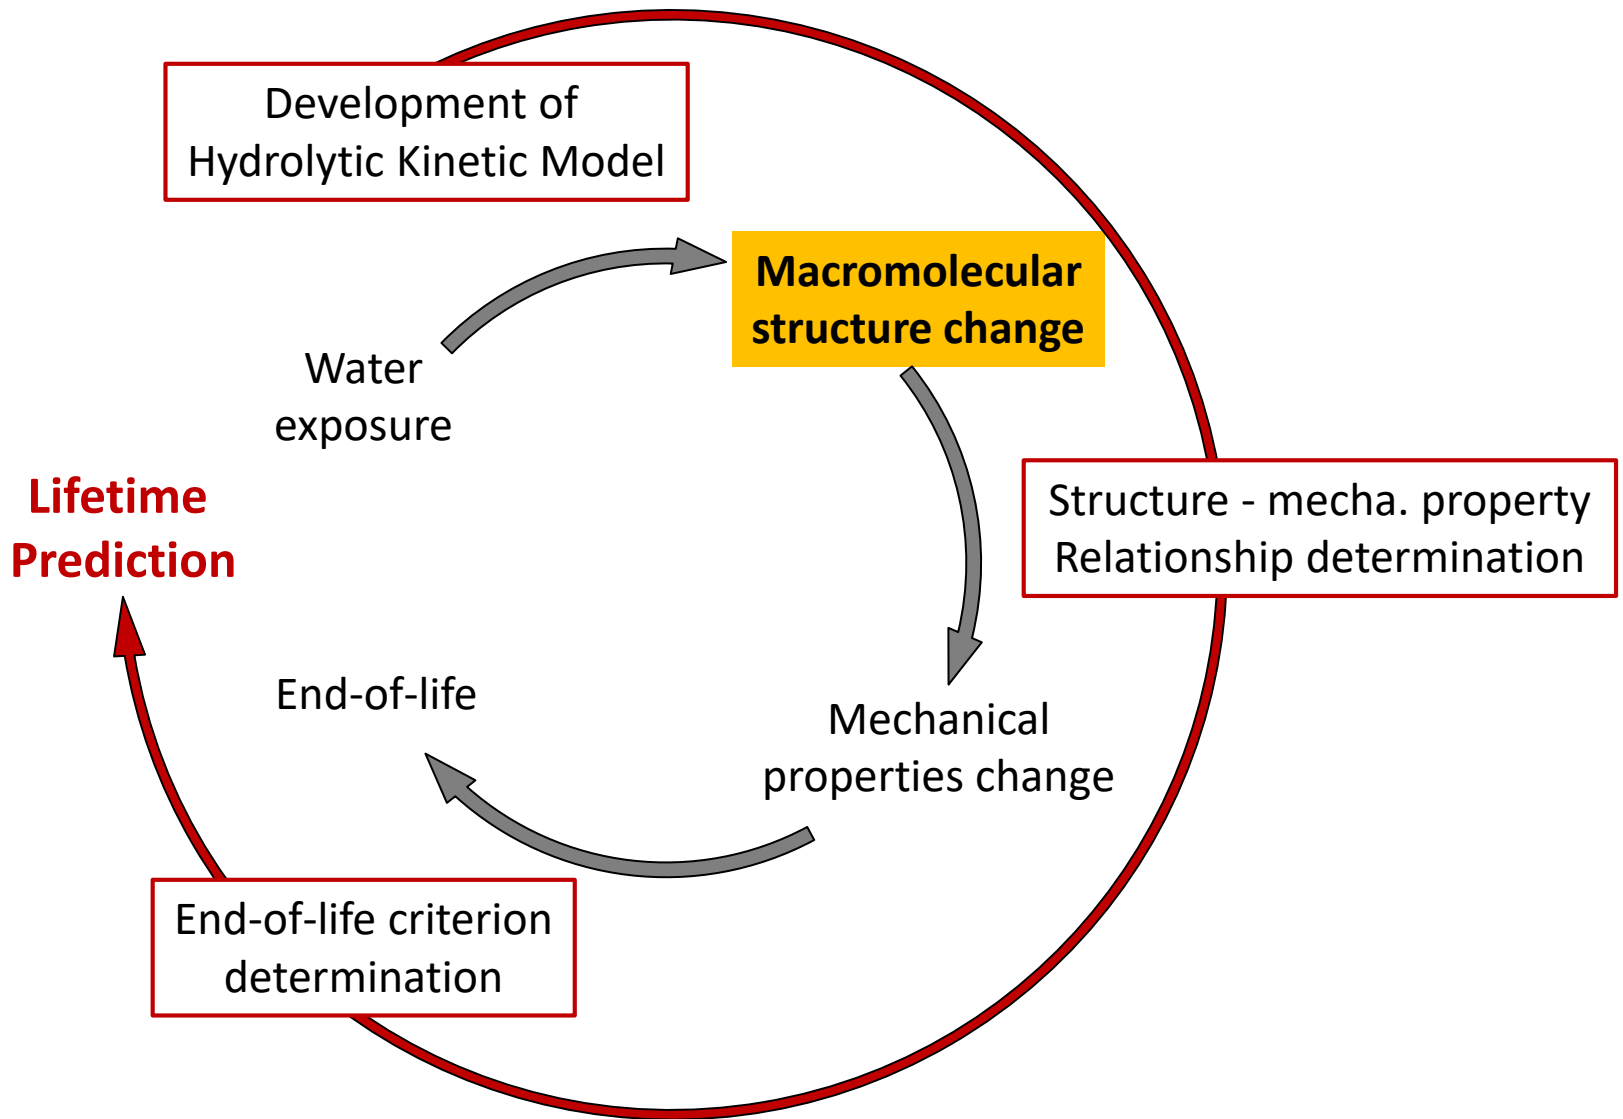 Development of
Hydrolytic Kinetic Model
Macromolecular
structure change
Water
exposure
Lifetime
Prediction
Structure - mecha. property
Relationship determination
End-of-life
Mechanical
properties change
End-of-life criterion
determination